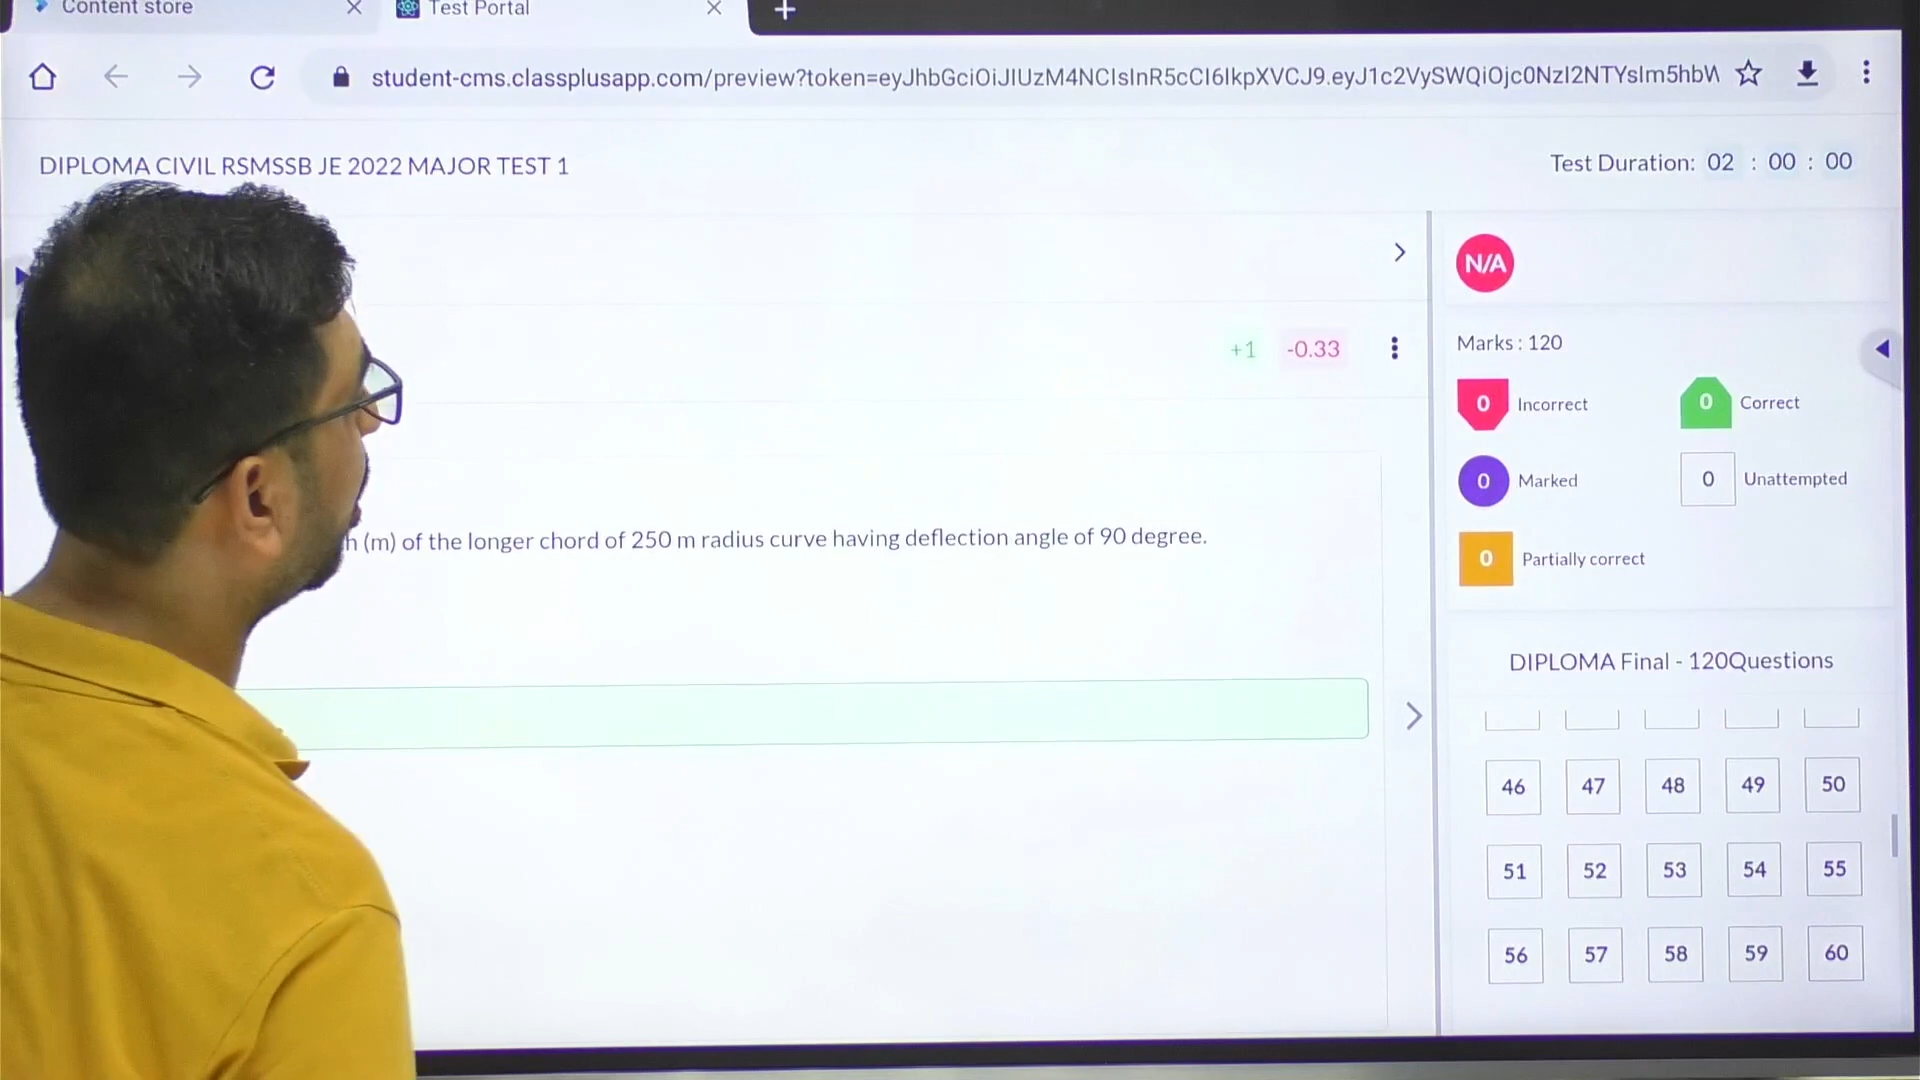 Content store
Test Portal
student-cms.classplusapp.com/preview?token=
DIPLOMA CIVIL RSMSSB JE 2022 MAJOR TEST 1
Test Duration: 02 : 00 : 00
N/A
+1 -0.33
Marks : 120
0 Incorrect
0 Correct
0 Marked
0 Unattempted
0 Partially correct
h (m) of the longer chord of 250 m radius curve having deflection angle of 90 degree.
DIPLOMA Final - 120Questions
46 47 48 49 50
51 52 53 54 55
56 57 58 59 60